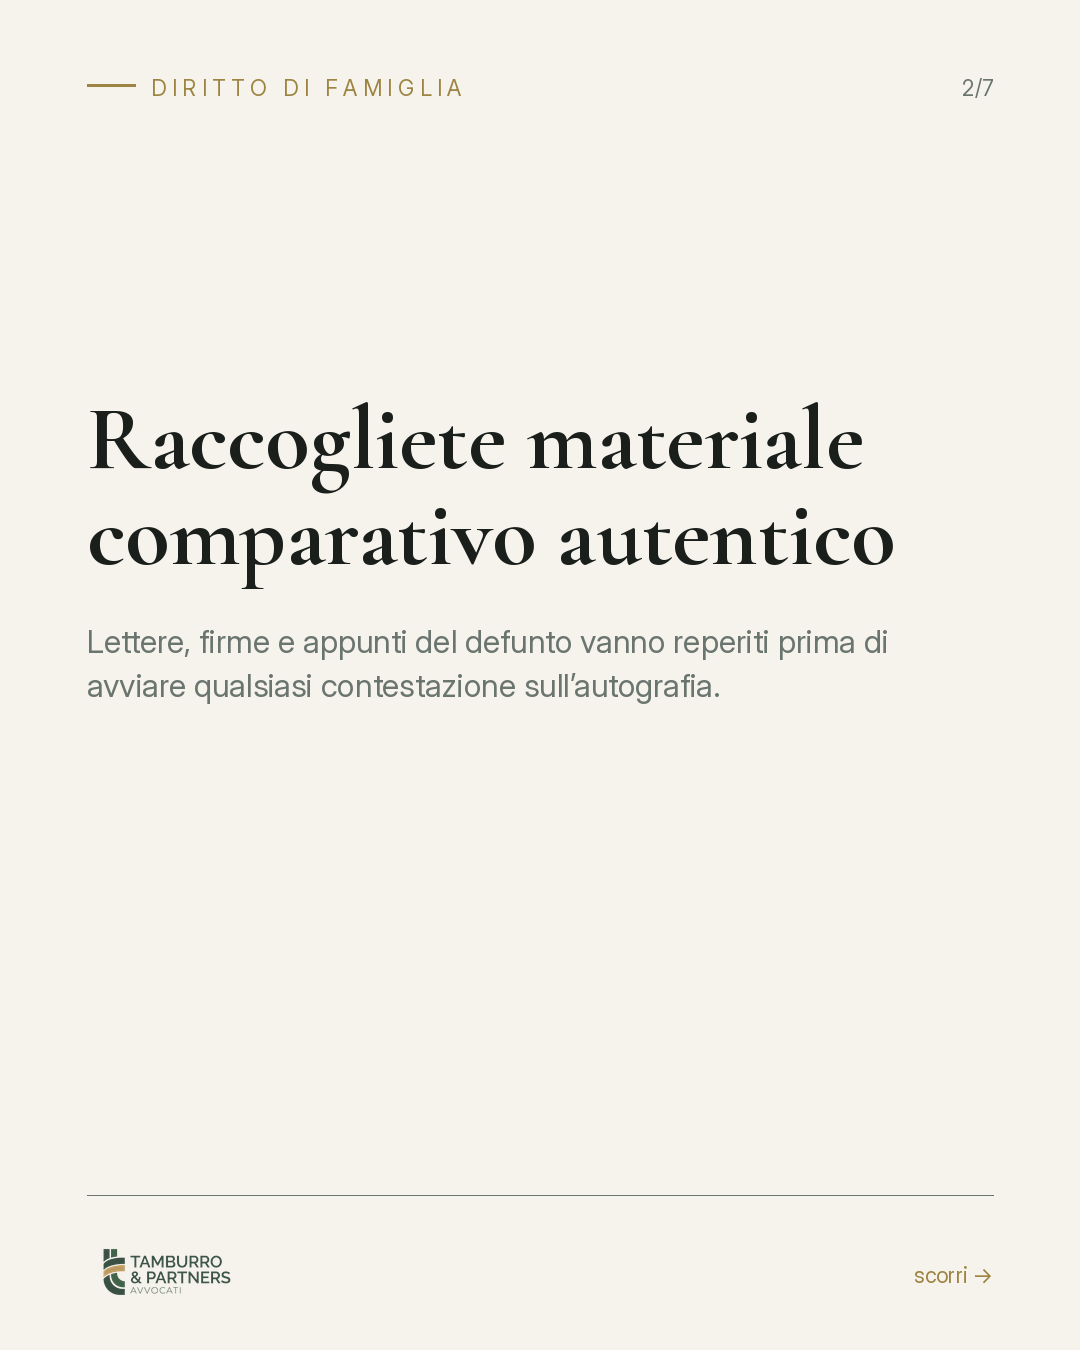 DIRITTO DI FAMIGLIA
2/7
Raccogliete materiale
comparativo autentico
Lettere, firme e appunti del defunto vanno reperiti prima di
avviare qualsiasi contestazione sull’autografia.
TAMBURRO
& PARTNERS
AVVOCATI
scorri →